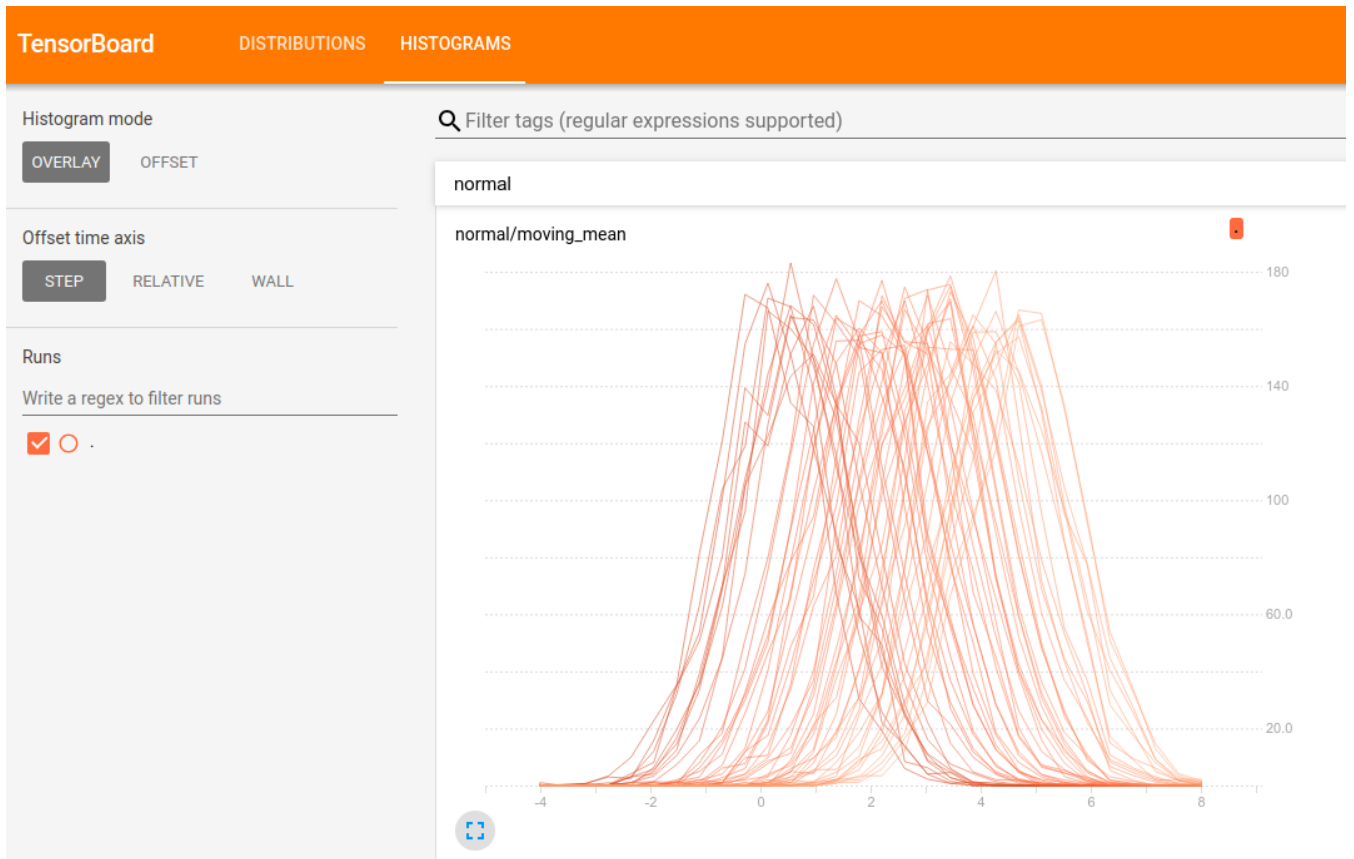 TensorBoard DISTRIBUTIONS HISTOGRAMS
Histogram mode
OVERLAY OFFSET
Offset time axis
STEP RELATIVE WALL
Runs
Write a regex to filter runs
.
Filter tags (regular expressions supported)
normal
normal/moving_mean
.
180
140
100
60.0
20.0
-4 -2 0 2 4 6 8